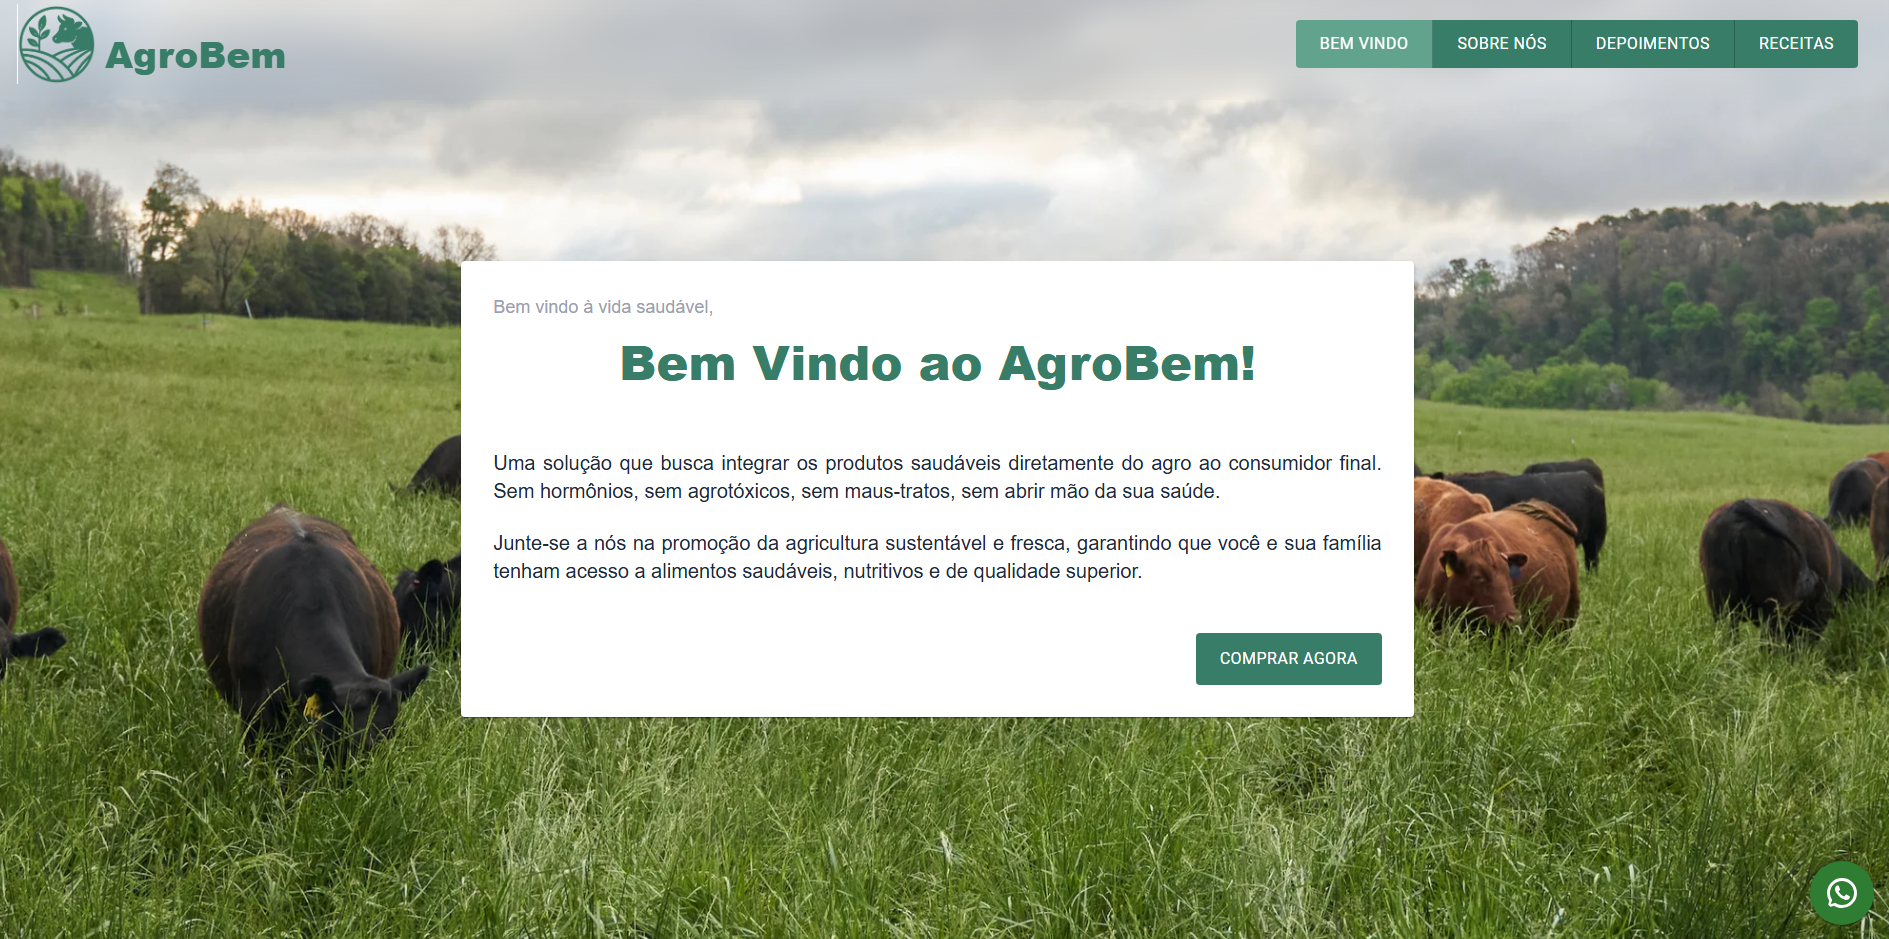 AgroBem
BEM VINDO
SOBRE NÓS
DEPOIMENTOS
RECEITAS
Bem vindo à vida saudável,
Bem Vindo ao AgroBem!
Uma solução que busca integrar os produtos saudáveis diretamente do agro ao consumidor final.
Sem hormônios, sem agrotóxicos, sem maus-tratos, sem abrir mão da sua saúde.
Junte-se a nós na promoção da agricultura sustentável e fresca, garantindo que você e sua família
tenham acesso a alimentos saudáveis, nutritivos e de qualidade superior.
COMPRAR AGORA